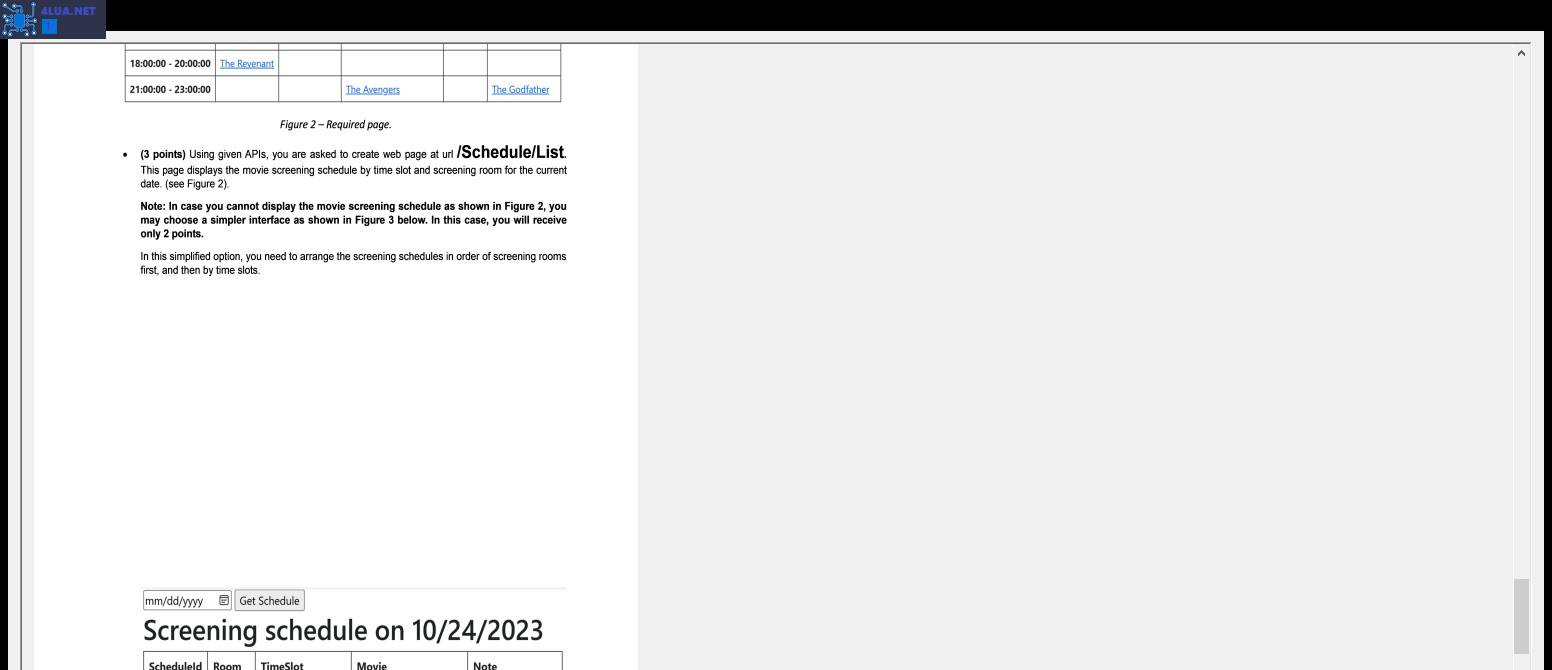 4LUA.NET
1
18:00:00 - 20:00:00 The Revenant
21:00:00 - 23:00:00 The Avengers The Godfather
Figure 2 – Required page.
• (3 points) Using given APIs, you are asked to create web page at url /Schedule/List.
This page displays the movie screening schedule by time slot and screening room for the current
date. (see Figure 2).
Note: In case you cannot display the movie screening schedule as shown in Figure 2, you
may choose a simpler interface as shown in Figure 3 below. In this case, you will receive
only 2 points.
In this simplified option, you need to arrange the screening schedules in order of screening rooms
first, and then by time slots.
mm/dd/yyyy Get Schedule
Screening schedule on 10/24/2023
ScheduleId Room TimeSlot Movie Note